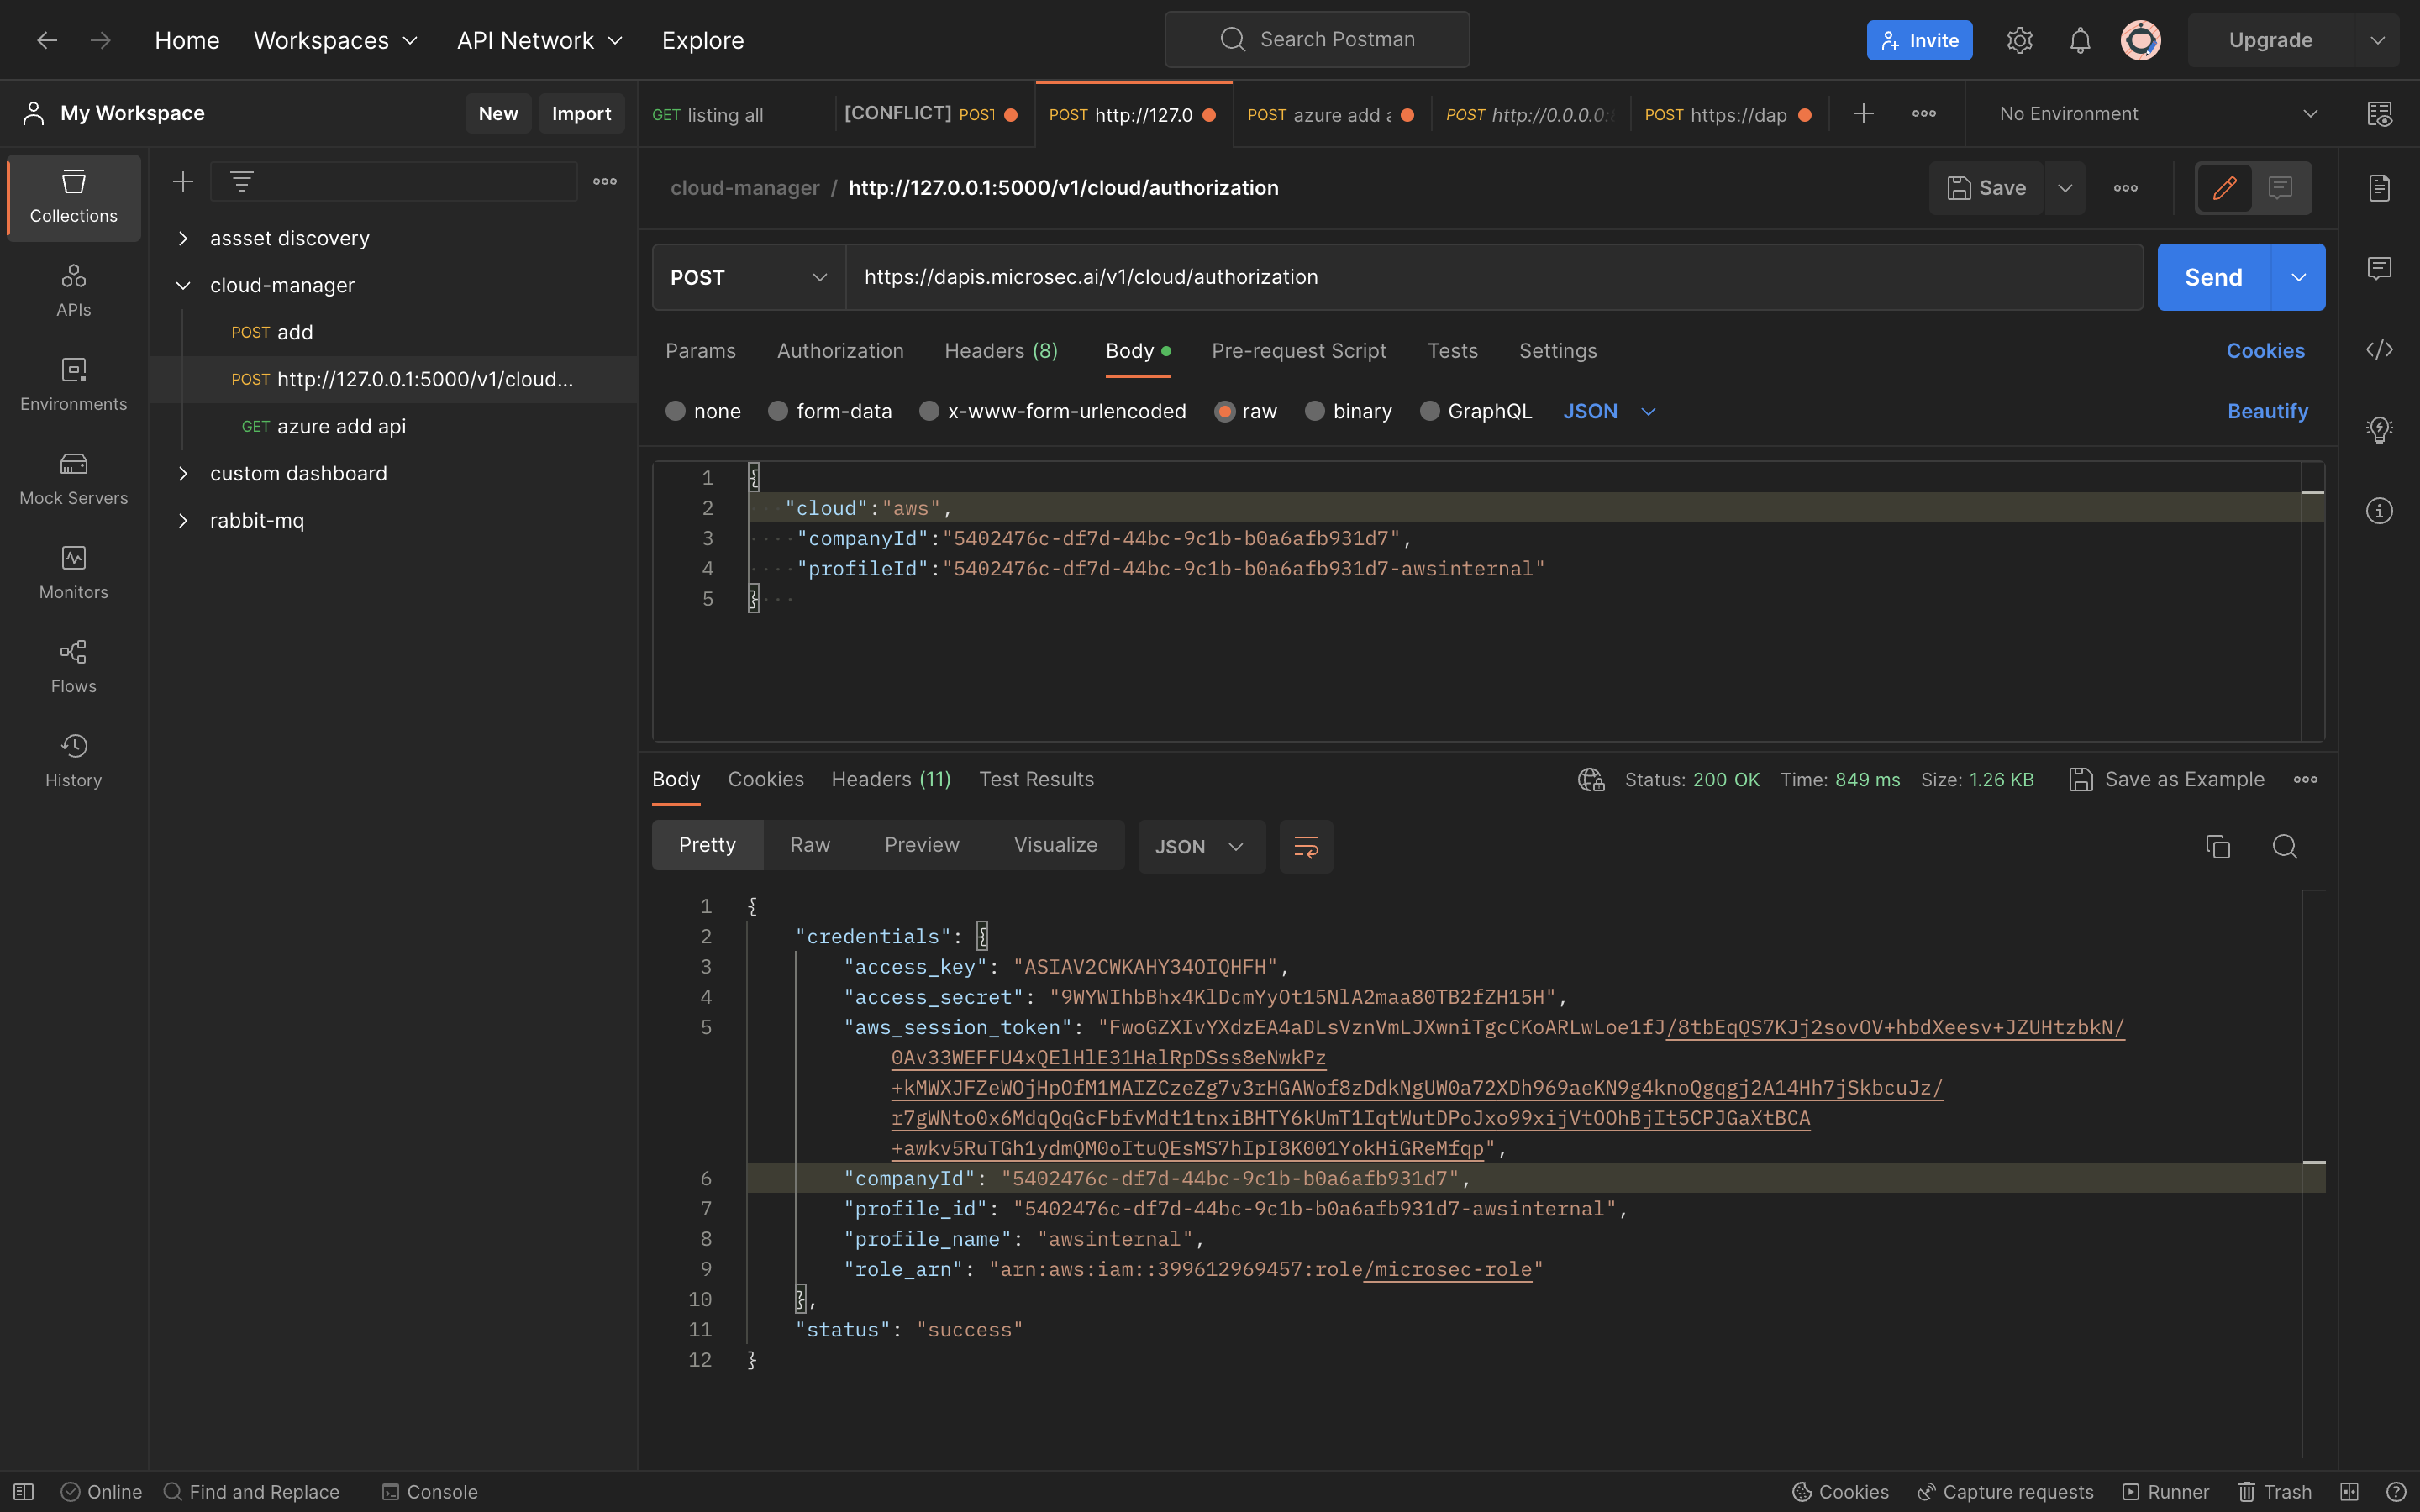 Home Workspaces API Network Explore Search Postman Invite Upgrade
My Workspace New Import GET listing all [CONFLICT] POST POST http://127.0 POST azure add POST http://0.0.0.0: POST https://dap No Environment
Collections
APIs
Environments
Mock Servers
Monitors
Flows
History
assset discovery
cloud-manager
POST add
POST http://127.0.0.1:5000/v1/cloud...
GET azure add api
custom dashboard
rabbit-mq
cloud-manager / http://127.0.0.1:5000/v1/cloud/authorization Save
POST https://dapis.microsec.ai/v1/cloud/authorization Send
Params Authorization Headers (8) Body Pre-request Script Tests Settings Cookies
none form-data x-www-form-urlencoded raw binary GraphQL JSON Beautify
1 {
2 "cloud":"aws",
3 "companyId":"5402476c-df7d-44bc-9c1b-b0a6afb931d7",
4 "profileId":"5402476c-df7d-44bc-9c1b-b0a6afb931d7-awsinternal"
5 }
Body Cookies Headers (11) Test Results Status: 200 OK Time: 849 ms Size: 1.26 KB Save as Example
Pretty Raw Preview Visualize JSON
1 {
2 "credentials": {
3 "access_key": "ASIAV2CWKAHY34OIQHFH",
4 "access_secret": "9WYWIhbBhx4KlDcmYyOt15NlA2maa80TB2fZH15H",
5 "aws_session_token": "FwoGZXIvYXdzEA4aDLsVznVmLJXwniTgcCKoARLwLoe1fJ/8tbEqQS7KJj2sovOV+hbdXeesv+JZUHtzbkN/
0Av33WEFFU4xQElHlE31HalRpDSss8eNwkPz
+kMWXJFZeWOjHpOfM1MAIZCzeZg7v3rHGAWof8zDdkNgUW0a72XDh969aeKN9g4knoQgqgj2A14Hh7jSkbcuJz/
r7gWNto0x6MdqQqGcFbfvMdt1tnxiBHTY6kUmT1IqtWutDPoJxo99xijVtOOhBjIt5CPJGaXtBCA
+awkv5RuTGh1ydmQM0oItuQEsMS7hIpI8K001YokHiGReMfqp",
6 "companyId": "5402476c-df7d-44bc-9c1b-b0a6afb931d7",
7 "profile_id": "5402476c-df7d-44bc-9c1b-b0a6afb931d7-awsinternal",
8 "profile_name": "awsinternal",
9 "role_arn": "arn:aws:iam::399612969457:role/microsec-role"
10 },
11 "status": "success"
12 }
Online Find and Replace Console Cookies Capture requests Runner Trash